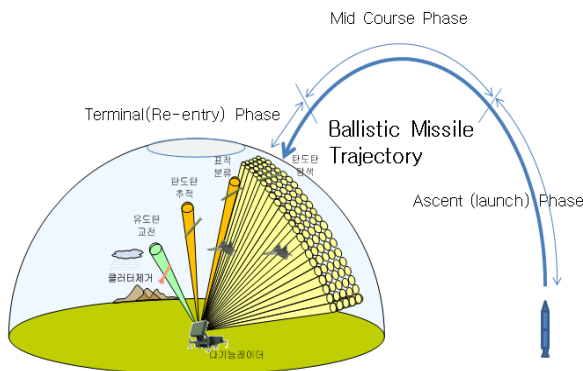 Mid Course Phase
Terminal(Re-entry) Phase
Ballistic Missile
Trajectory
Ascent (launch) Phase
표적
분류
탄도탄
탐색
탄도탄
추적
유도탄
교전
클러터제거
다기능레이더